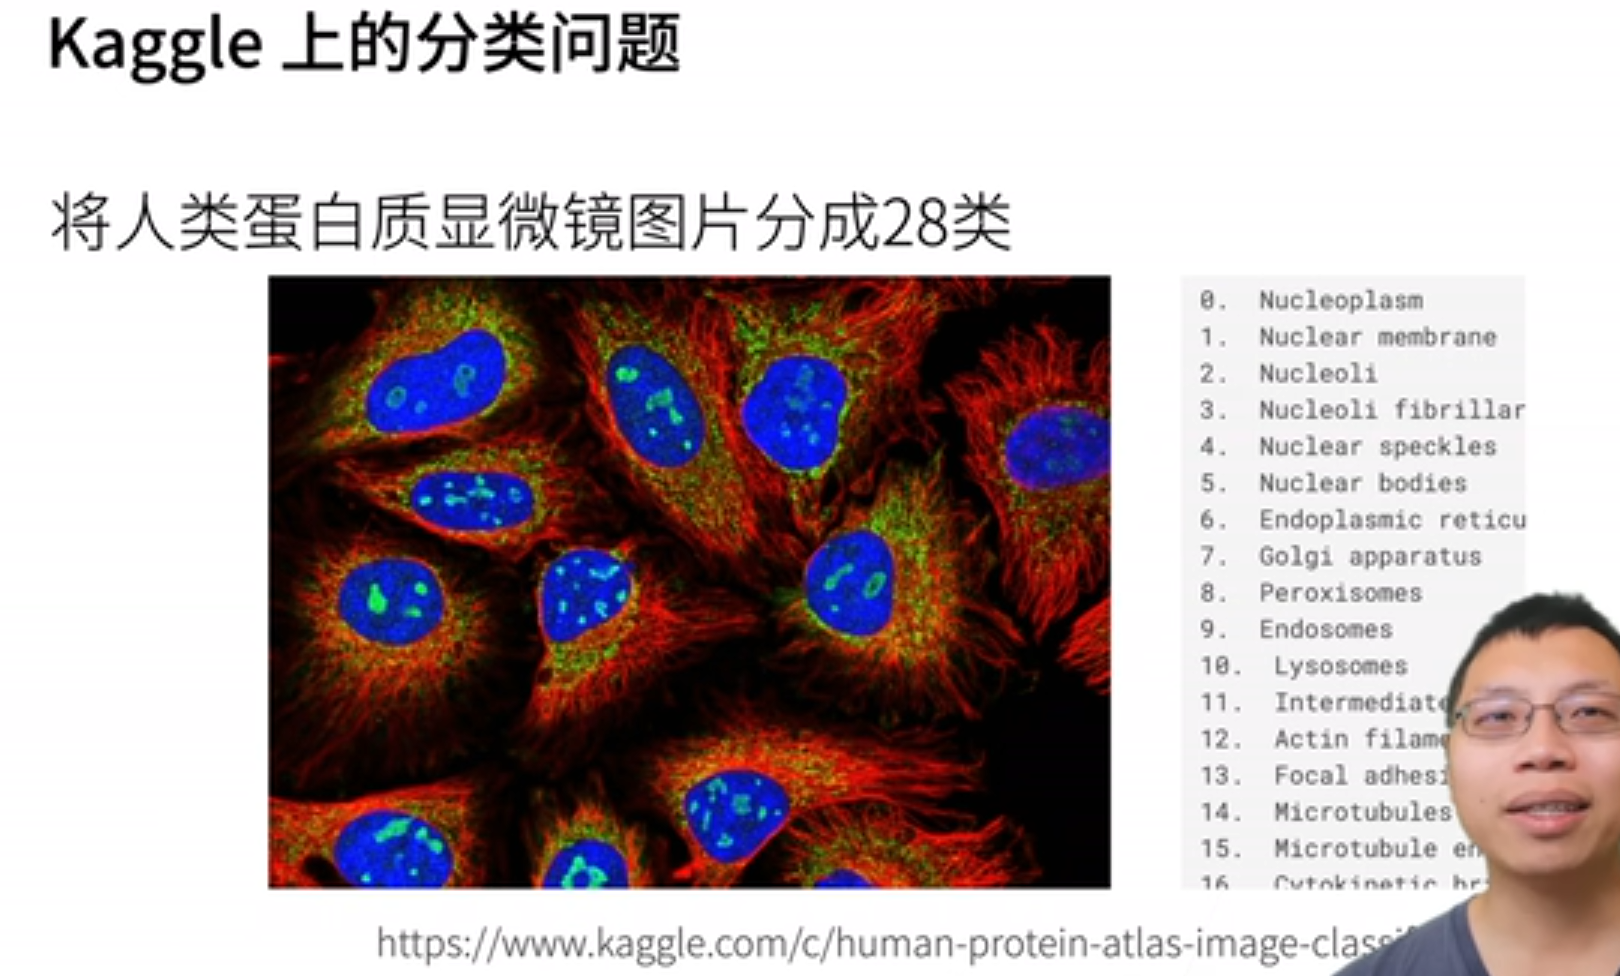 Kaggle 上的分类问题
将人类蛋白质显微镜图片分成28类
0. Nucleoplasm
1. Nuclear membrane
2. Nucleoli
3. Nucleoli fibrillar
4. Nuclear speckles
5. Nuclear bodies
6. Endoplasmic reticu
7. Golgi apparatus
8. Peroxisomes
9. Endosomes
10. Lysosomes
11. Intermediate
12. Actin filame
13. Focal adhesi
14. Microtubules
15. Microtubule en
16. Cytokinetic br
https://www.kaggle.com/c/human-protein-atlas-image-classi